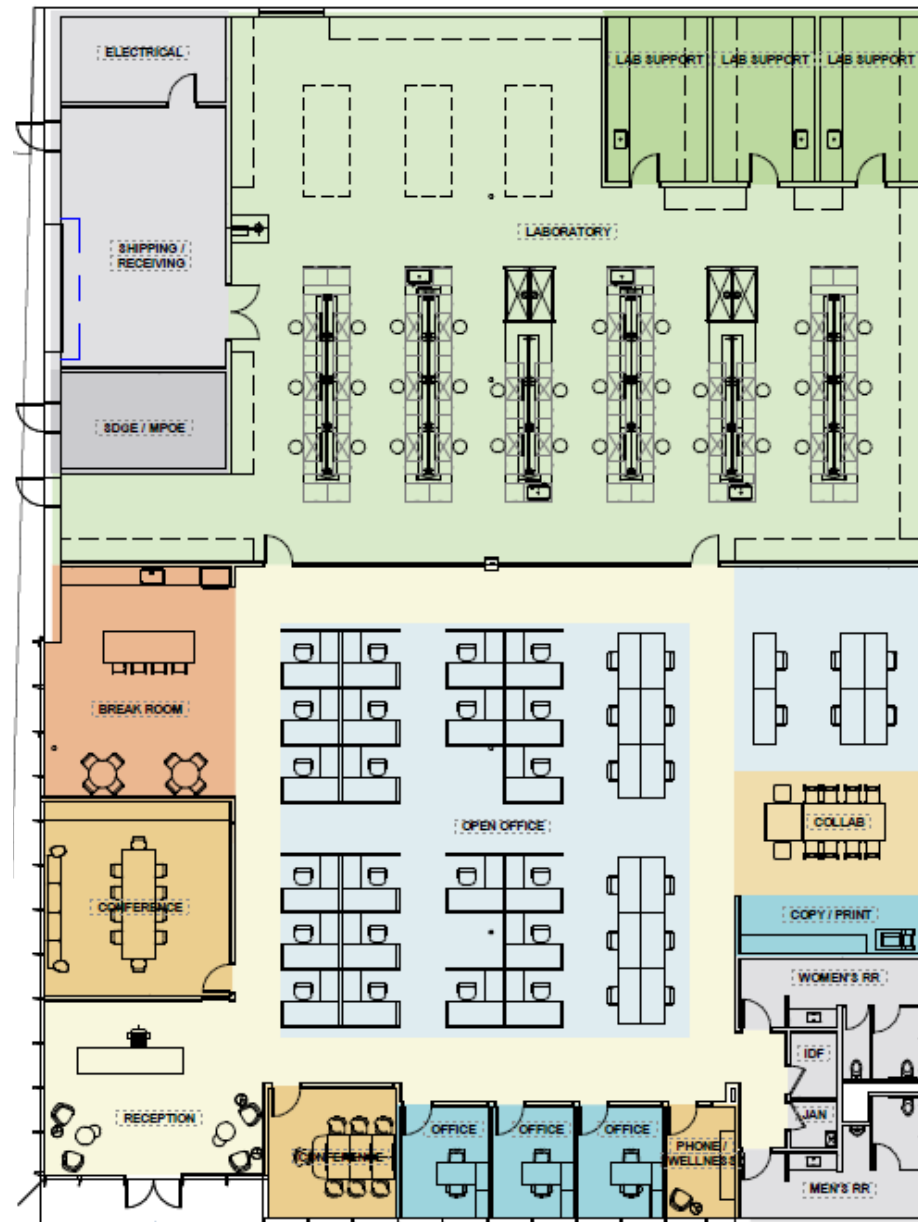 ELECTRICAL
LAB SUPPORT
LAB SUPPORT
LAB SUPPORT
LABORATORY
SHIPPING /
RECEIVING
SDGE / MPOE
BREAK ROOM
OPEN OFFICE
COLLAB
CONFERENCE
COPY / PRINT
WOMEN'S RR
IDF
RECEPTION
JAN
OFFICE
OFFICE
OFFICE
PHONE /
WELLNESS
CONFERENCE
MEN'S RR